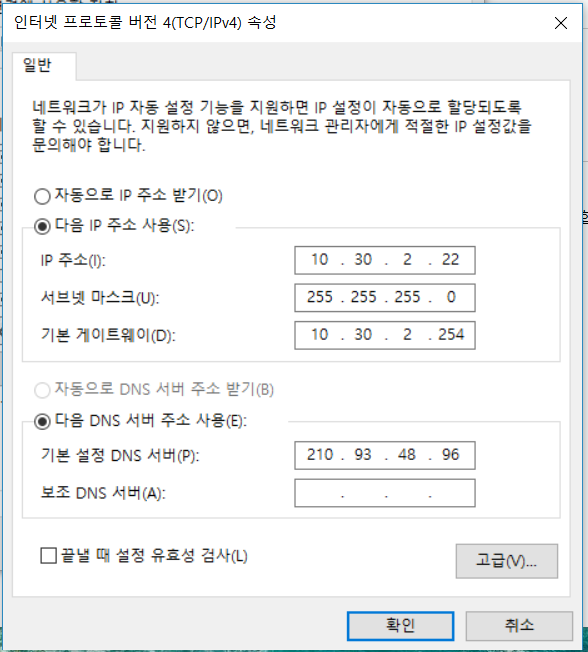 인터넷 프로토콜 버전 4(TCP/IPv4) 속성
일반
네트워크가 IP 자동 설정 기능을 지원하면 IP 설정이 자동으로 할당되도록
할 수 있습니다. 지원하지 않으면, 네트워크 관리자에게 적절한 IP 설정값을
문의해야 합니다.
자동으로 IP 주소 받기(O)
다음 IP 주소 사용(S):
IP 주소(I): 10 . 30 . 2 . 22
서브넷 마스크(U): 255 . 255 . 255 . 0
기본 게이트웨이(D): 10 . 30 . 2 . 254
자동으로 DNS 서버 주소 받기(B)
다음 DNS 서버 주소 사용(E):
기본 설정 DNS 서버(P): 210 . 93 . 48 . 96
보조 DNS 서버(A): . . .
끝낼 때 설정 유효성 검사(L)
고급(V)...
확인
취소